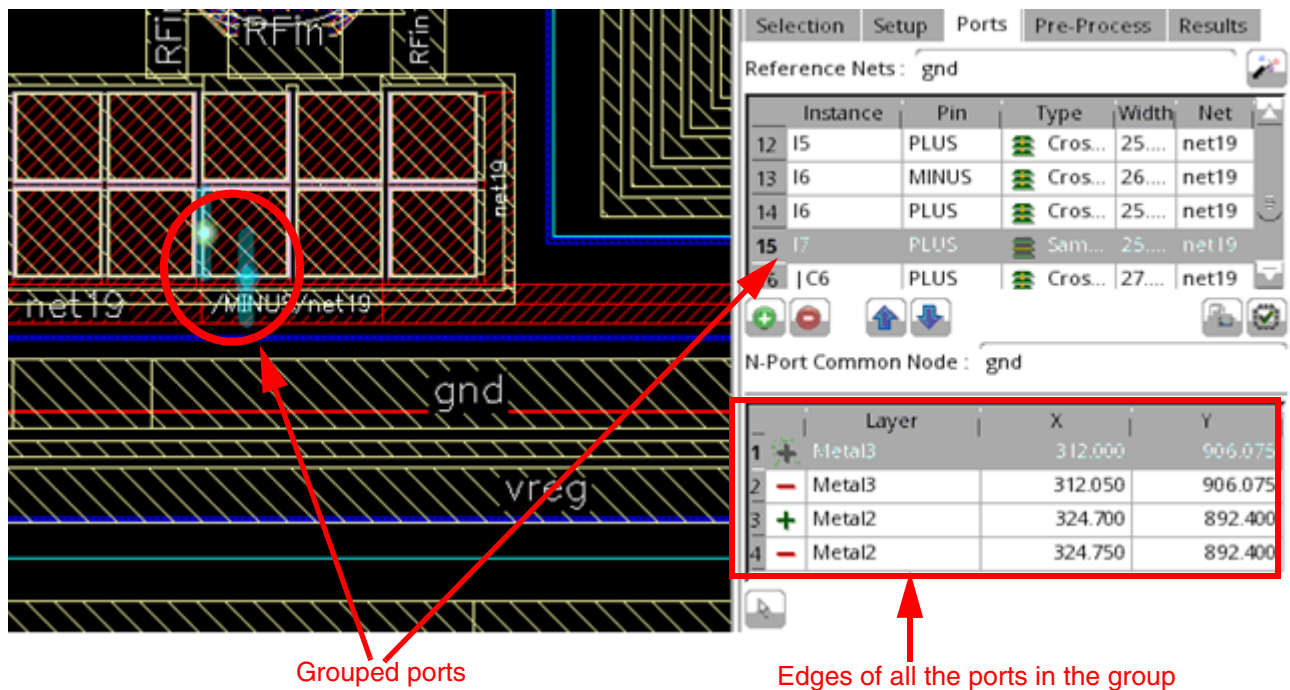 RFin
RFin
RFin
net19
net19
/MINUS/net19
gnd
vreg
Selection Setup Ports Pre-Process Results
Reference Nets : gnd
Instance Pin Type Width Net
12 I5 PLUS Cros... 25.... net19
13 I6 MINUS Cros... 26.... net19
14 I6 PLUS Cros... 25.... net19
15 I7 PLUS Sam... 25.... net19
|C6 PLUS Cros... 27.... net19
N-Port Common Node : gnd
Layer X Y
1 + Metal3 312.000 906.075
2 − Metal3 312.050 906.075
3 + Metal2 324.700 892.400
4 − Metal2 324.750 892.400
Grouped ports
Edges of all the ports in the group